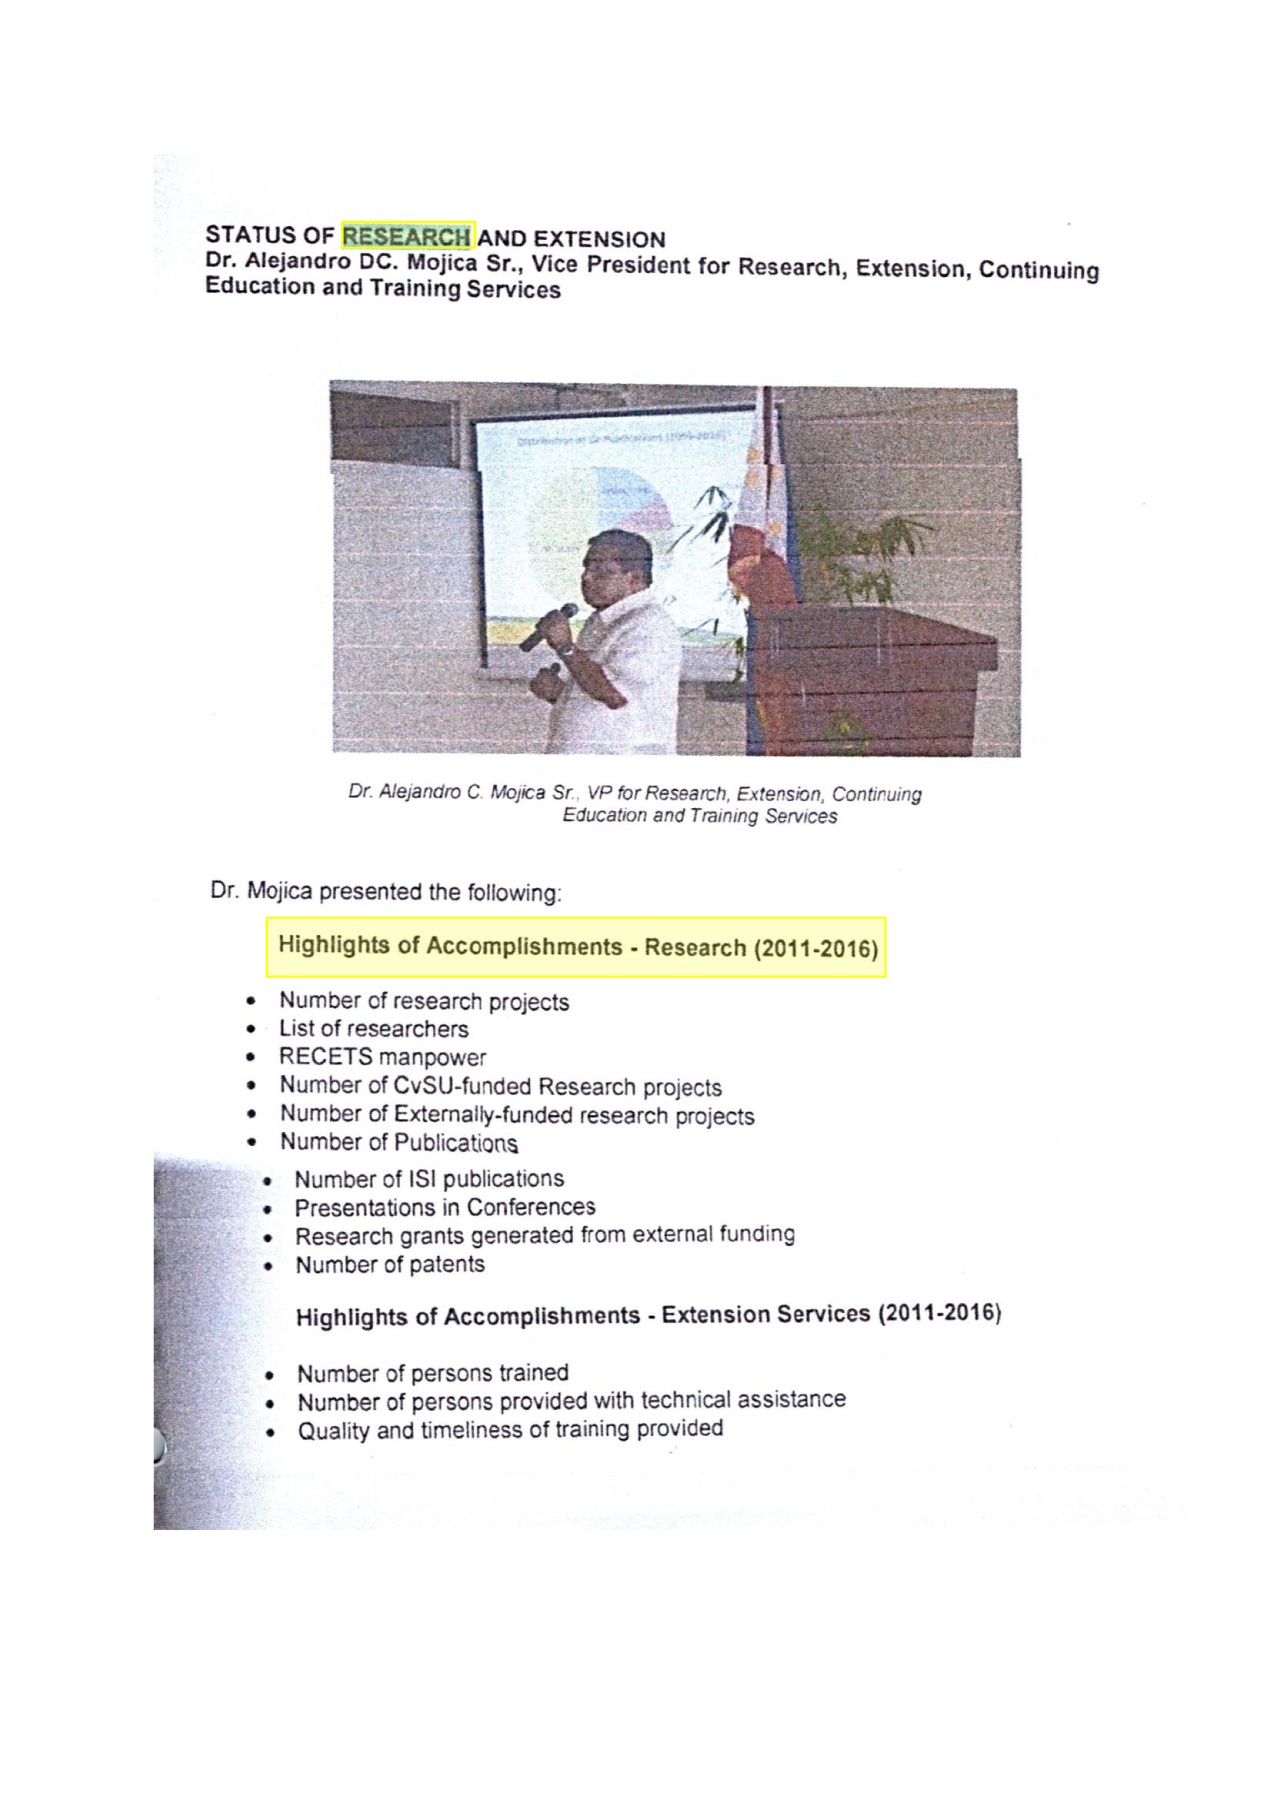 STATUS OF RESEARCH AND EXTENSION
Dr. Alejandro DC. Mojica Sr., Vice President for Research, Extension, Continuing
Education and Training Services
Distribution of Publications (2006-2016)
Dr. Alejandro C. Mojica Sr., VP for Research, Extension, Continuing
Education and Training Services
Dr. Mojica presented the following:
Highlights of Accomplishments - Research (2011-2016)
• Number of research projects
• List of researchers
• RECETS manpower
• Number of CvSU-funded Research projects
• Number of Externally-funded research projects
• Number of Publications
• Number of ISI publications
• Presentations in Conferences
• Research grants generated from external funding
• Number of patents
Highlights of Accomplishments - Extension Services (2011-2016)
• Number of persons trained
• Number of persons provided with technical assistance
• Quality and timeliness of training provided